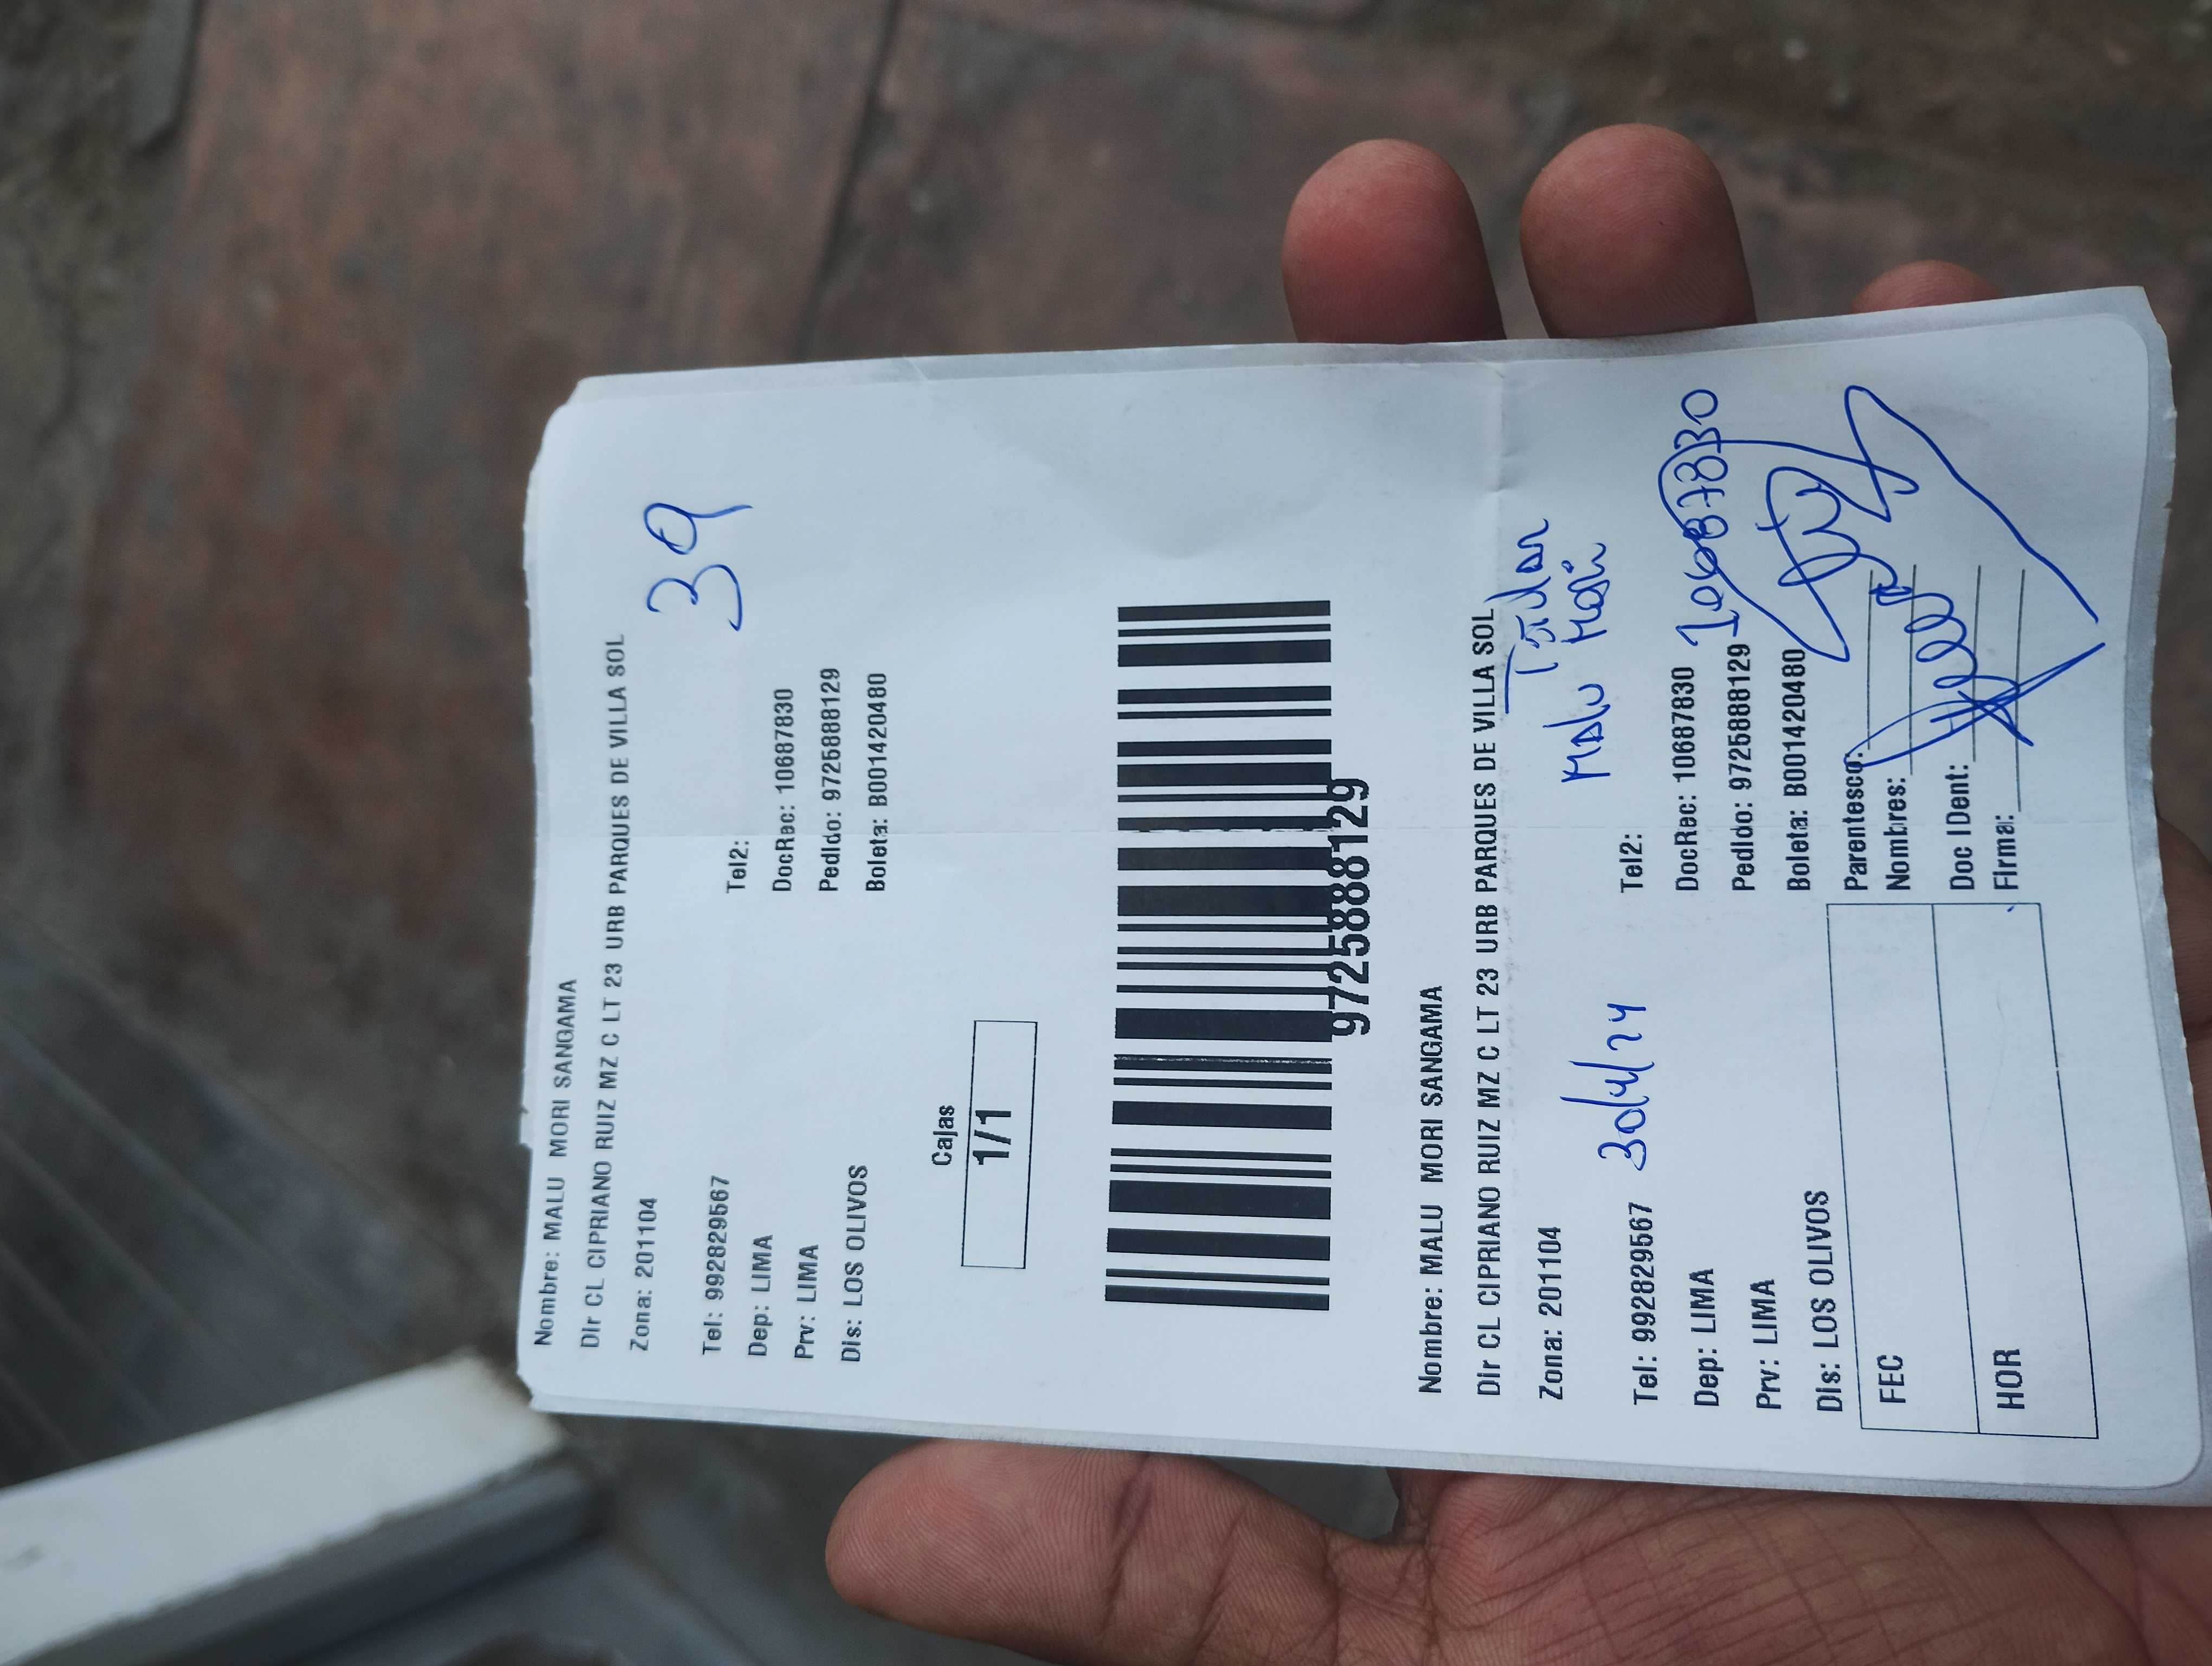 Nombre: MALU MORI SANGAMA
Dir CL CIPRIANO RUIZ MZ C LT 23 URB PARQUES DE VILLA SOL
Zona: 201104
39
Tel: 992829567 Tel2:
Dep: LIMA DocRec: 10687830
Prv: LIMA Pedido: 9725888129
Dis: LOS OLIVOS Boleta: B001420480
Cajas
1/1
9725888129
Nombre: MALU MORI SANGAMA
Dir CL CIPRIANO RUIZ MZ C LT 23 URB PARQUES DE VILLA SOL
Titular
Zona: 201104
Malu Mori
30/4/24
Tel: 992829567 Tel2:
Dep: LIMA DocRec: 10687830 10687830
Prv: LIMA Pedido: 9725888129
Dis: LOS OLIVOS Boleta: B001420480
Parentesco:
FEC Nombres:
Doc IDent:
HOR Firma: